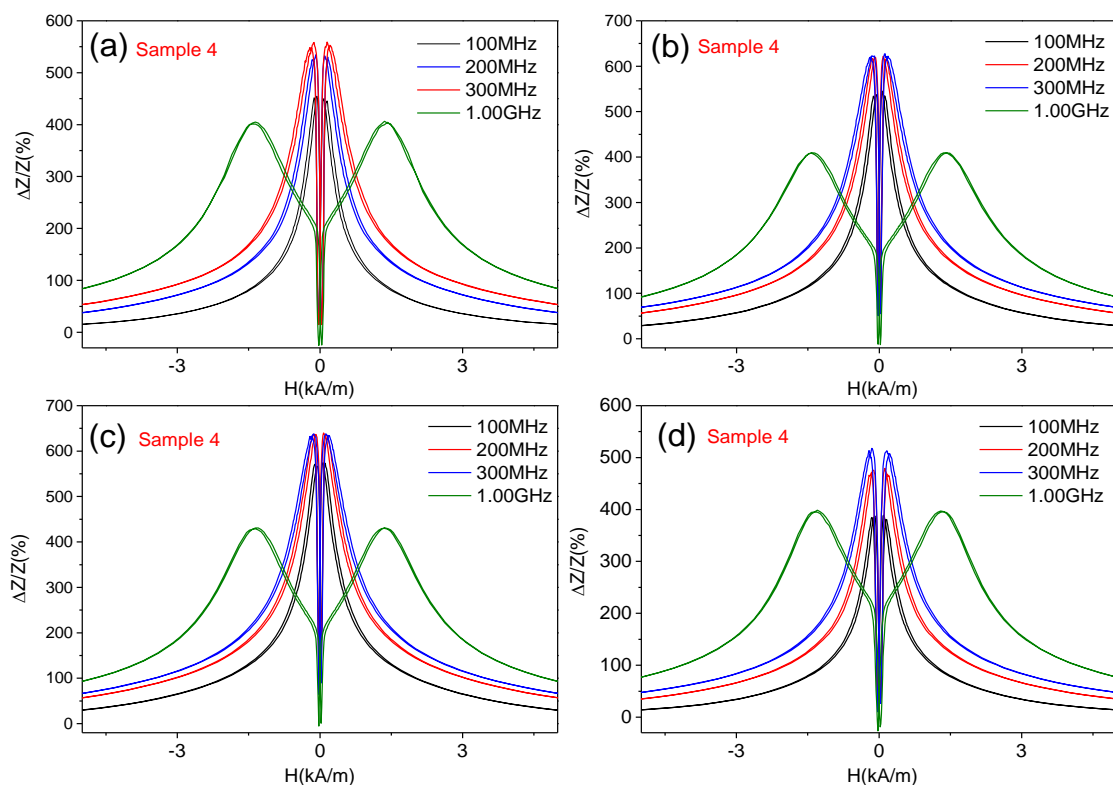 (a) Sample 4
100MHz
200MHz
300MHz
1.00GHz
600
500
400
300
200
100
0
ΔZ/Z(%)
-3 0 3
H(kA/m)
(b) Sample 4
100MHz
200MHz
300MHz
1.00GHz
700
600
500
400
300
200
100
0
ΔZ/Z(%)
-3 0 3
H(kA/m)
(c) Sample 4
100MHz
200MHz
300MHz
1.00GHz
700
600
500
400
300
200
100
0
ΔZ/Z(%)
-3 0 3
H(kA/m)
(d) Sample 4
100MHz
200MHz
300MHz
1.00GHz
600
500
400
300
200
100
0
ΔZ/Z(%)
-3 0 3
H(kA/m)